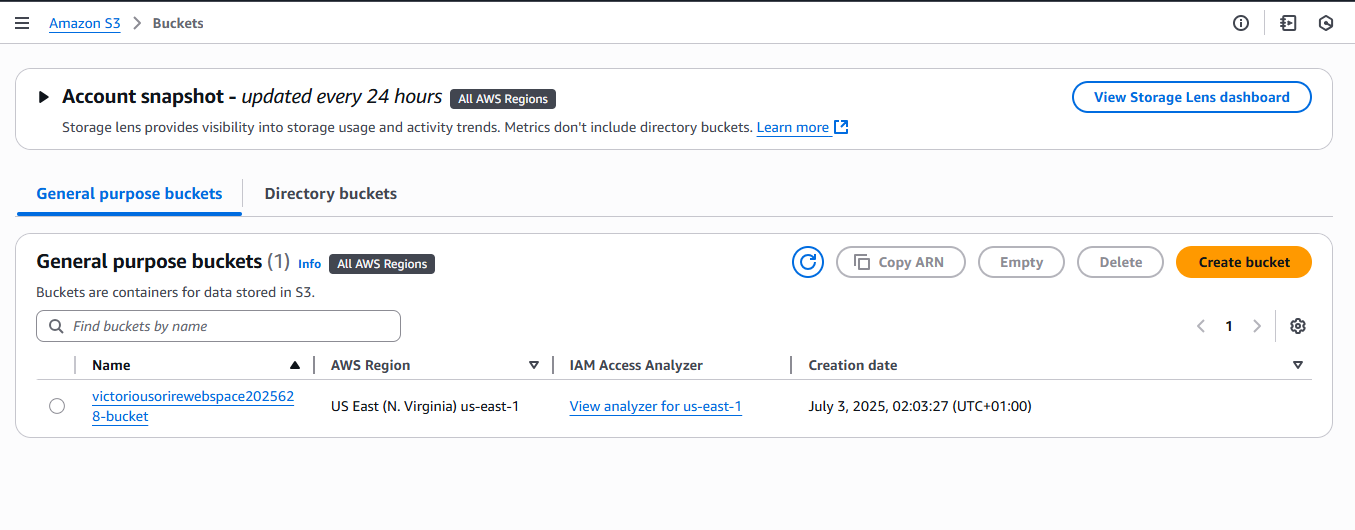 Amazon S3 > Buckets
Account snapshot - updated every 24 hours All AWS Regions
View Storage Lens dashboard
Storage lens provides visibility into storage usage and activity trends. Metrics don't include directory buckets. Learn more
General purpose buckets Directory buckets
General purpose buckets (1) Info All AWS Regions
Copy ARN Empty Delete Create bucket
Buckets are containers for data stored in S3.
Find buckets by name
1
Name AWS Region IAM Access Analyzer Creation date
victoriousorirewebspace202562
8-bucket
US East (N. Virginia) us-east-1 View analyzer for us-east-1 July 3, 2025, 02:03:27 (UTC+01:00)